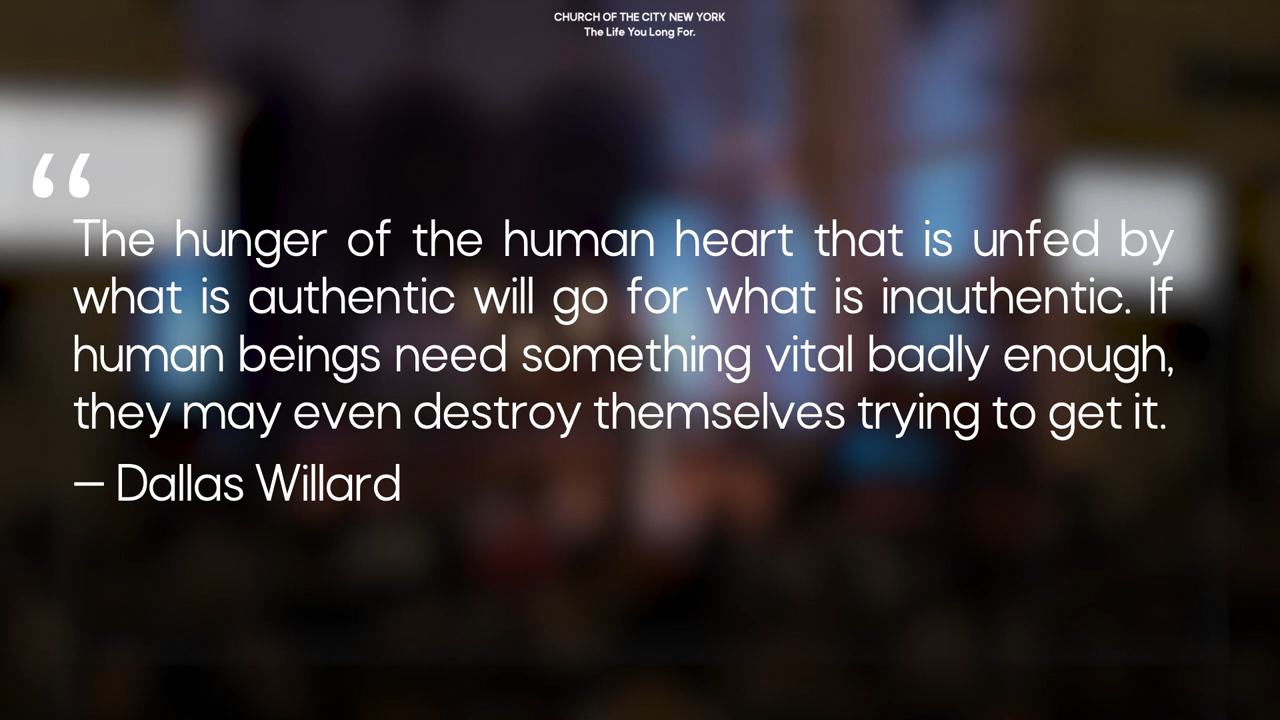 CHURCH OF THE CITY NEW YORK
The Life You Long For.
“
The hunger of the human heart that is unfed by
what is authentic will go for what is inauthentic. If
human beings need something vital badly enough,
they may even destroy themselves trying to get it.
— Dallas Willard